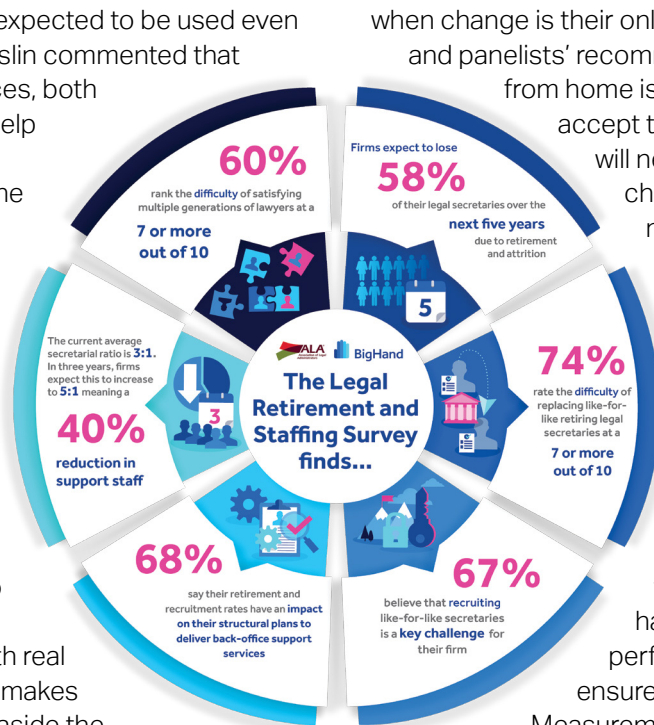 expected to be used even
slin commented that
ces, both
elp
ne
when change is their onl
and panelists' recomm
from home is
accept t
will no
ch
n
60%
rank the difficulty of satisfying
multiple generations of lawyers at a
7 or more
out of 10
Firms expect to lose
58%
of their legal secretaries over the
next five years
due to retirement
and attrition
5
The current average
secretarial ratio is 3:1.
In three years, firms
expect this to increase
to 5:1 meaning a
40%
reduction in
support staff
3
ALA
BigHand
The Legal
Retirement and
Staffing Survey
finds...
74%
rate the difficulty of
replacing like-for-
like retiring legal
secretaries at a
7 or more
out of 10
68%
say their retirement and
recruitment rates have an impact
on their structural plans to
deliver back-office support
services
67%
believe that recruiting
like-for-like secretaries
is a key challenge for
their firm
th real
makes
aside the
ha
perf
ensure
Measurem